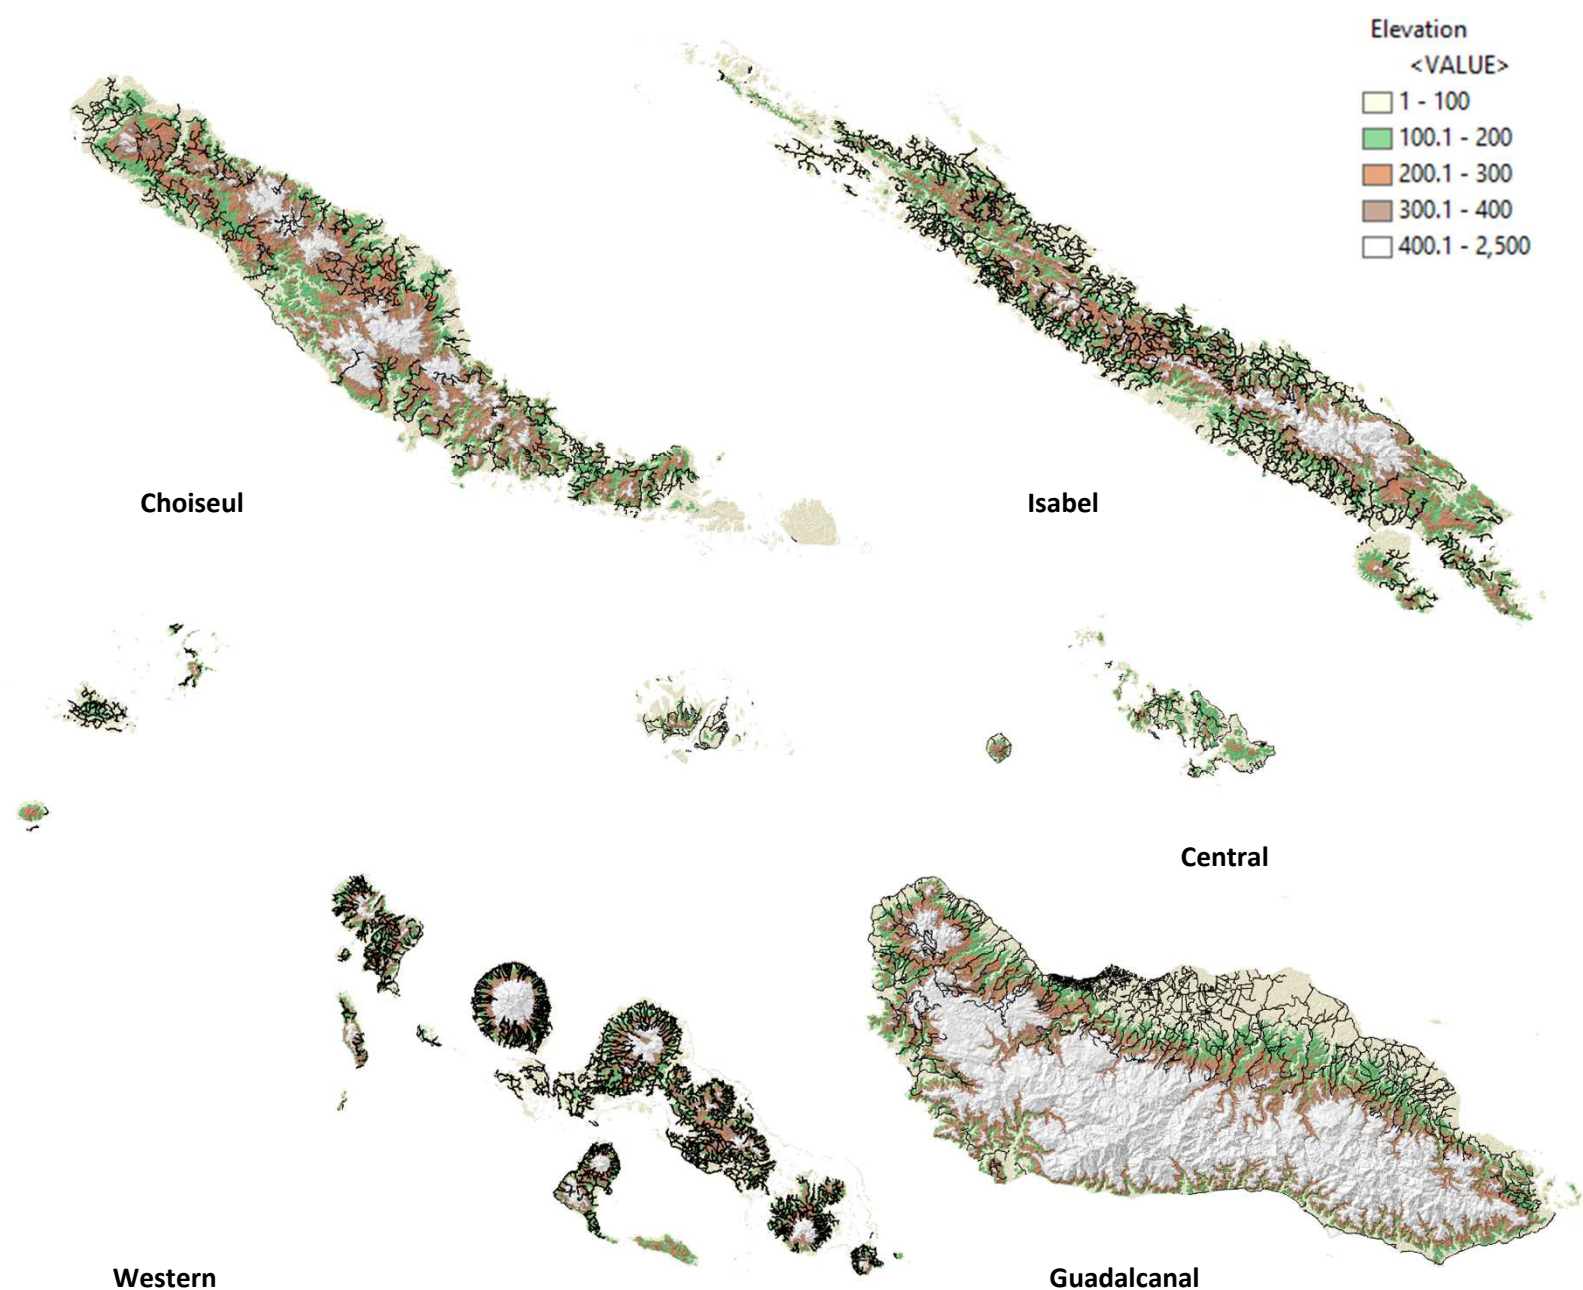 Elevation
<VALUE>
1 - 100
100.1 - 200
200.1 - 300
300.1 - 400
400.1 - 2,500
Choiseul
Isabel
Central
Western
Guadalcanal